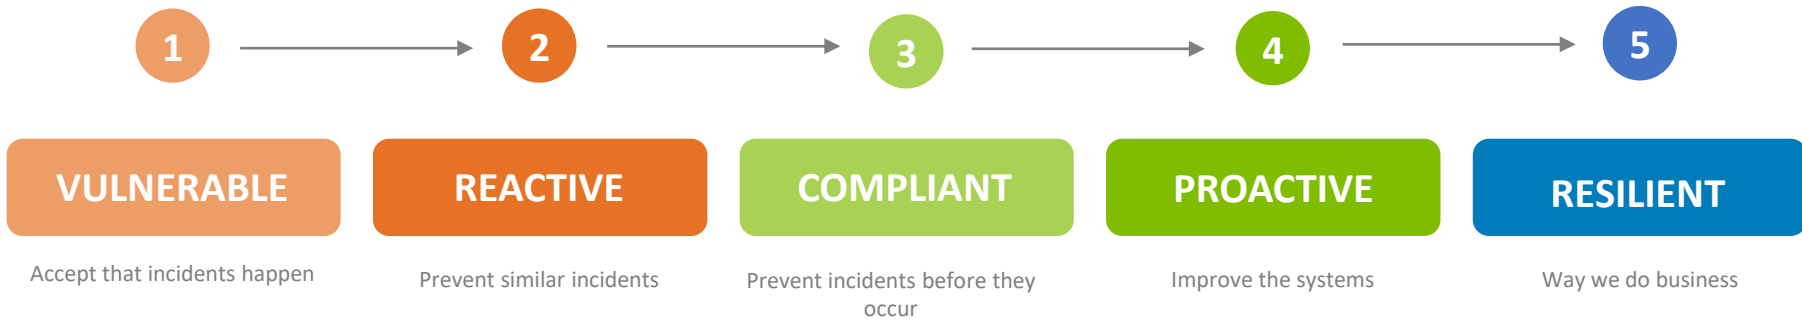 1
2
3
4
5
VULNERABLE
REACTIVE
COMPLIANT
PROACTIVE
RESILIENT
Accept that incidents happen
Prevent similar incidents
Prevent incidents before they
occur
Improve the systems
Way we do business